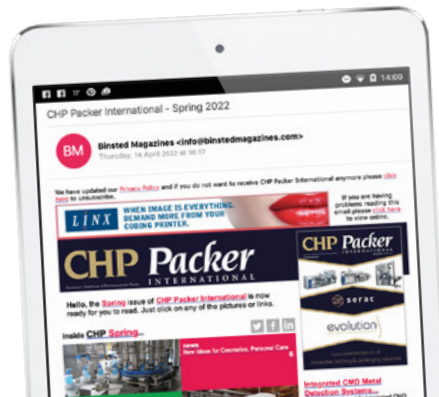 14:00
CHP Packer International - Spring 2022
BM
Binsted Magazines <info@binstedmagazines.com>
Thursday, 14 April 2022 at 16:17
We have updated our Privacy Policy and if you do not want to receive CHP Packer International anymore please click
here to unsubscribe.
If you are having
problems reading this
email please click here
to view online.
LINX
WHEN IMAGE IS EVERYTHING.
DEMAND MORE FROM YOUR
CODING PRINTER.
CHP Packer
INTERNATIONAL
CHP Packer
INTERNATIONAL
serac
evolution
Hello, the Spring issue of CHP Packer International is now
ready for you to read. Just click on any of the pictures or links.
Inside CHP Spring...
news
New Ideas for Cosmetics, Personal Care
6
Integrated CMD Metal
Detection Systems...